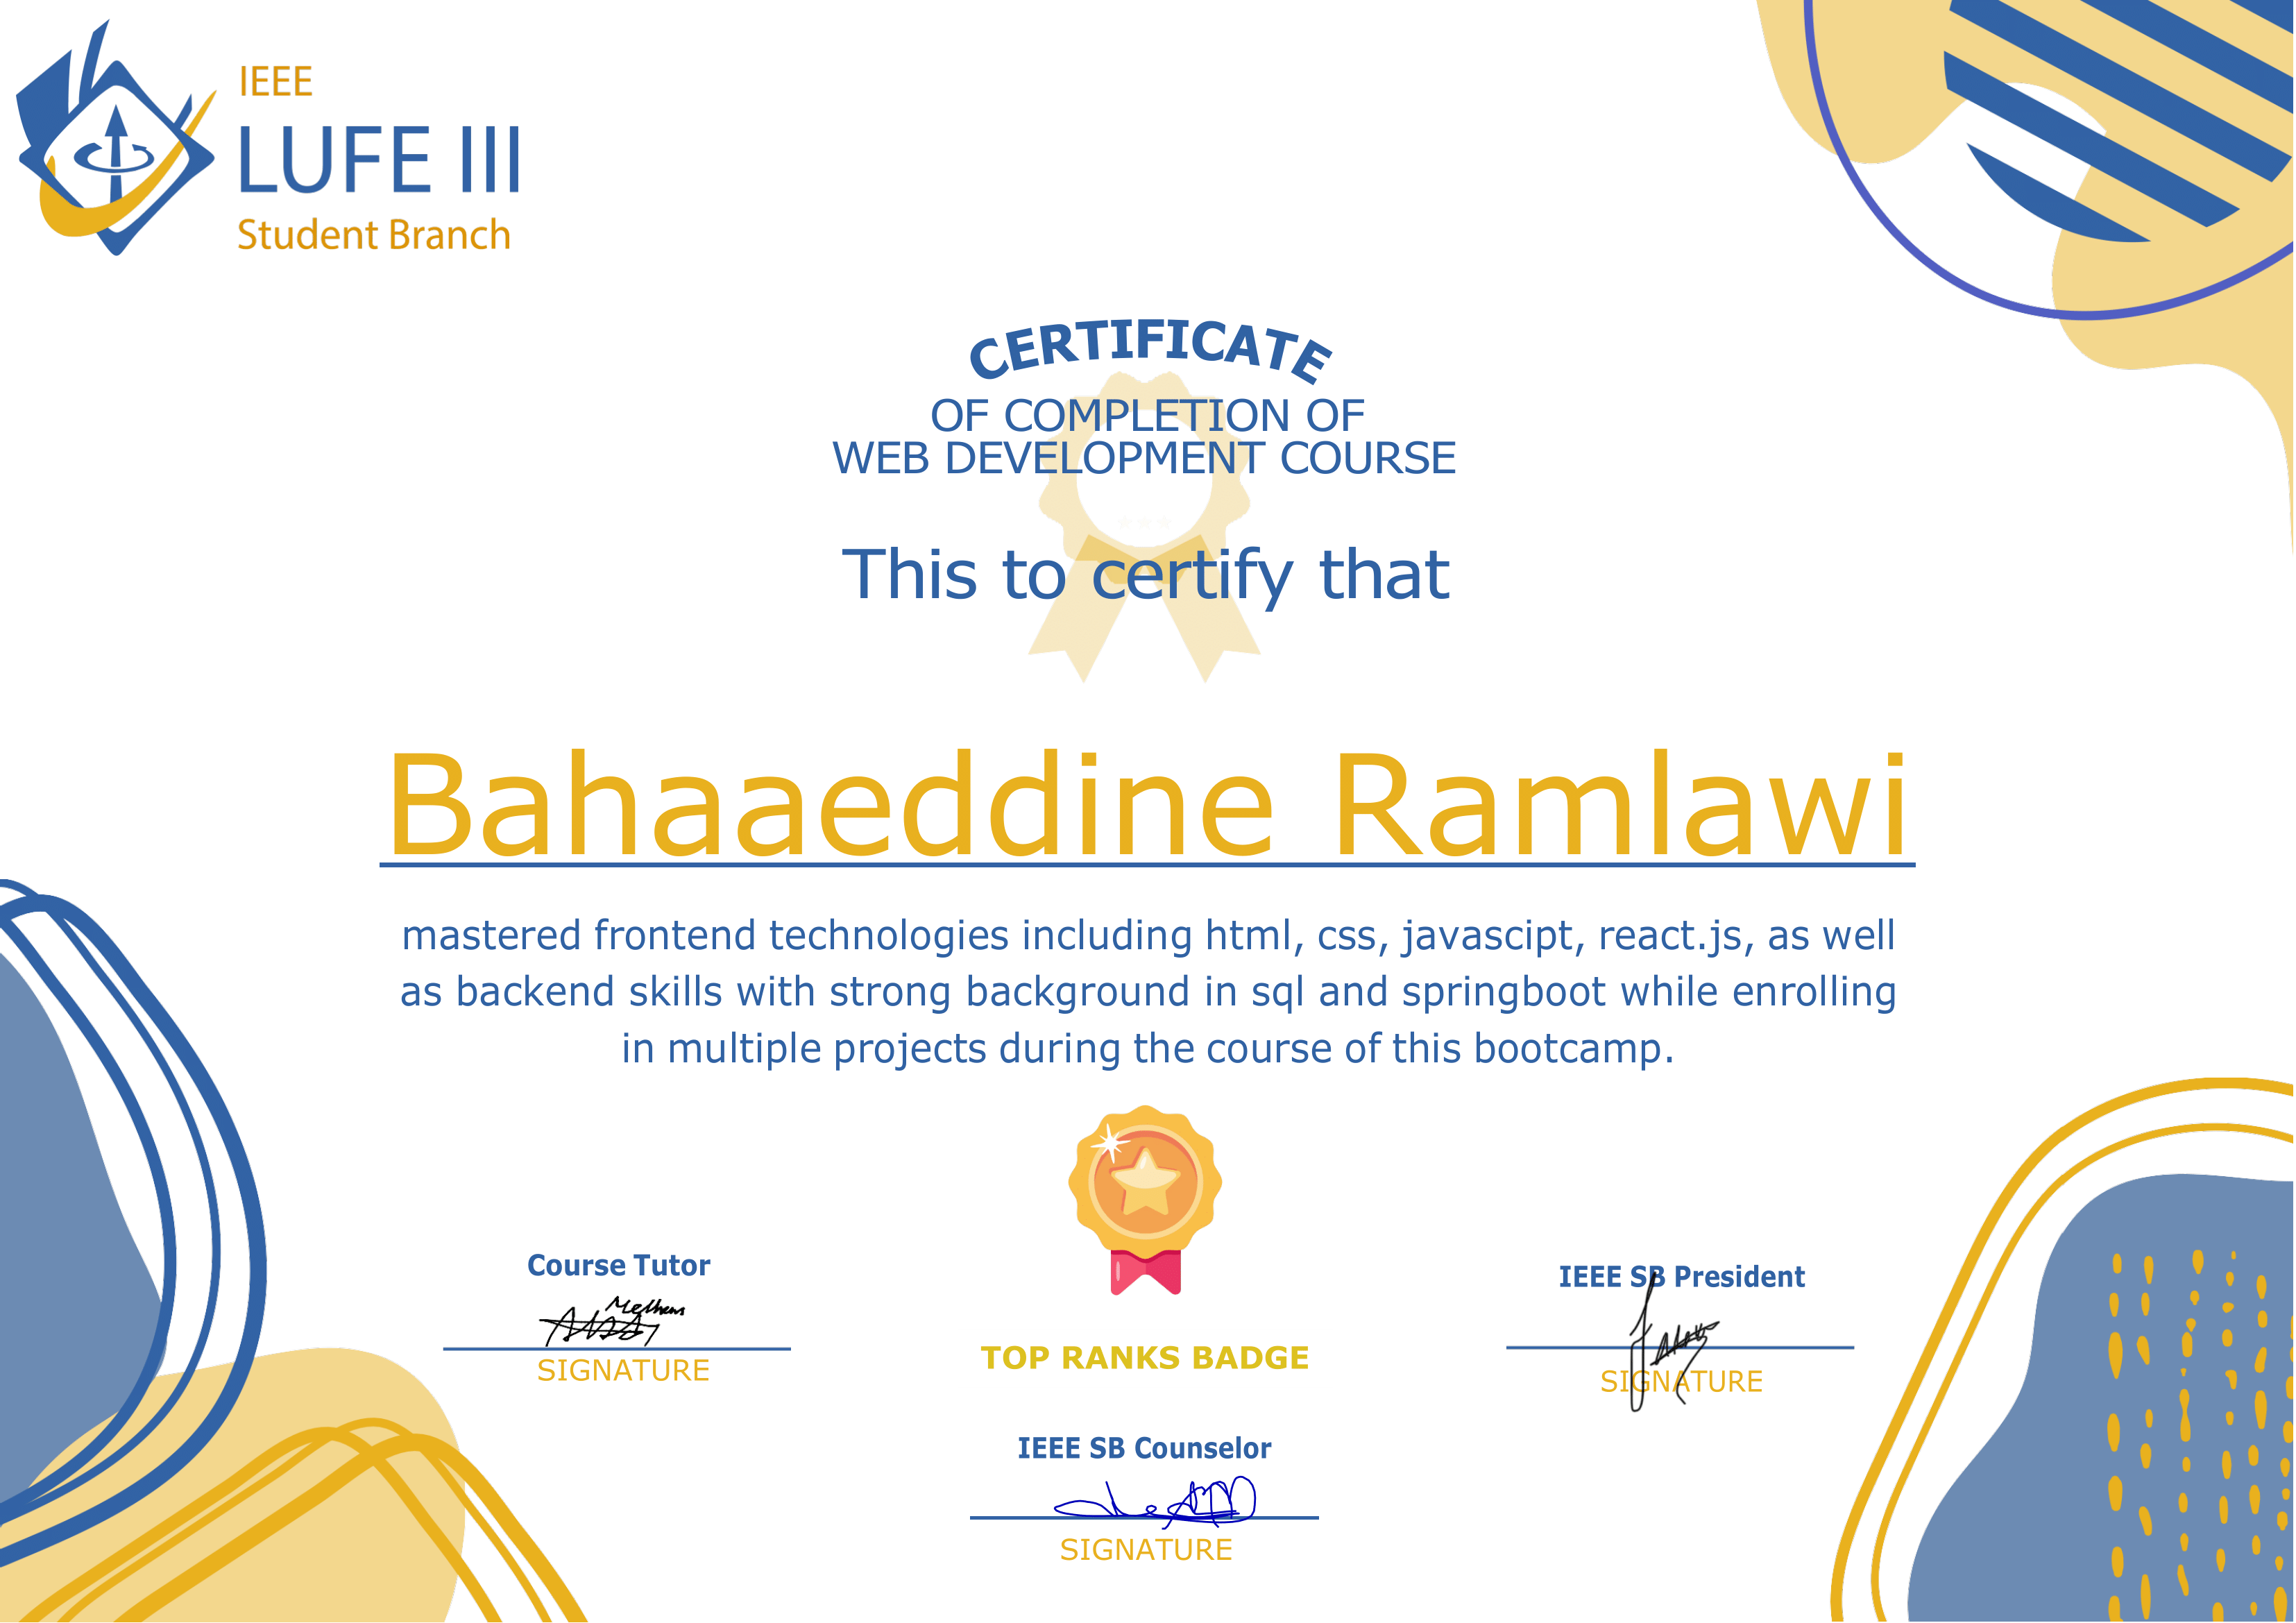 IEEE
LUFE III
Student Branch
CERTIFICATE
OF COMPLETION OF
WEB DEVELOPMENT COURSE
This to certify that
Bahaaeddine Ramlawi
mastered frontend technologies including html, css, javascipt, react.js, as well
as backend skills with strong background in sql and springboot while enrolling
in multiple projects during the course of this bootcamp.
Course Tutor
SIGNATURE
TOP RANKS BADGE
IEEE SB President
SIGNATURE
IEEE SB Counselor
SIGNATURE